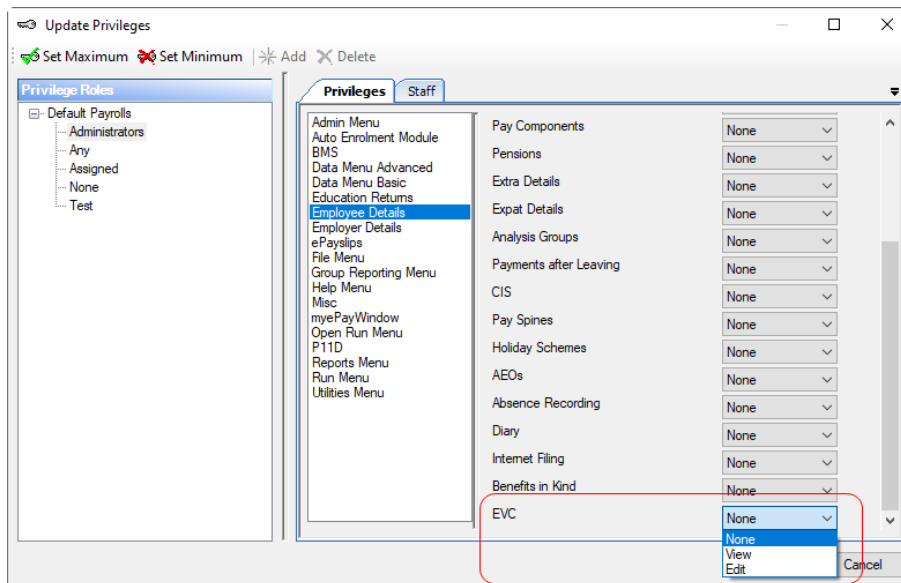 Update Privileges
Set Maximum Set Minimum Add Delete
Privilege Roles
Default Payrolls
Administrators
Any
Assigned
None
Test
Privileges Staff
Admin Menu
Auto Enrolment Module
BMS
Data Menu Advanced
Data Menu Basic
Education Returns
Employee Details
Employer Details
ePayslips
File Menu
Group Reporting Menu
Help Menu
Misc
myePayWindow
Open Run Menu
P11D
Reports Menu
Run Menu
Utilities Menu
Pay Components None
Pensions None
Extra Details None
Expat Details None
Analysis Groups None
Payments after Leaving None
CIS None
Pay Spines None
Holiday Schemes None
AEOs None
Absence Recording None
Diary None
Internet Filing None
Benefits in Kind None
EVC None
None
View
Edit
Cancel